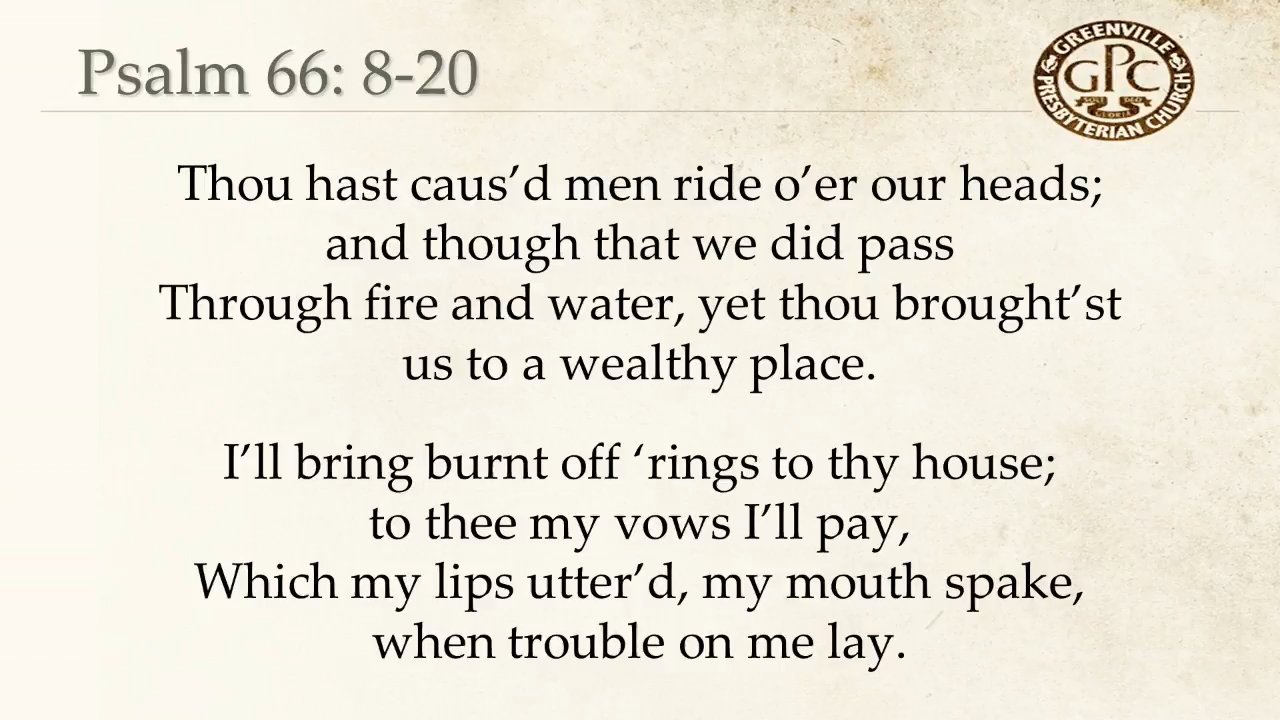 Psalm 66: 8-20
GREENVILLE
GPC
SOLI DEO
GLORIA
PRESBYTERIAN CHURCH
Thou hast caus’d men ride o’er our heads;
and though that we did pass
Through fire and water, yet thou brought’st
us to a wealthy place.
I’ll bring burnt off ‘rings to thy house;
to thee my vows I’ll pay,
Which my lips utter’d, my mouth spake,
when trouble on me lay.